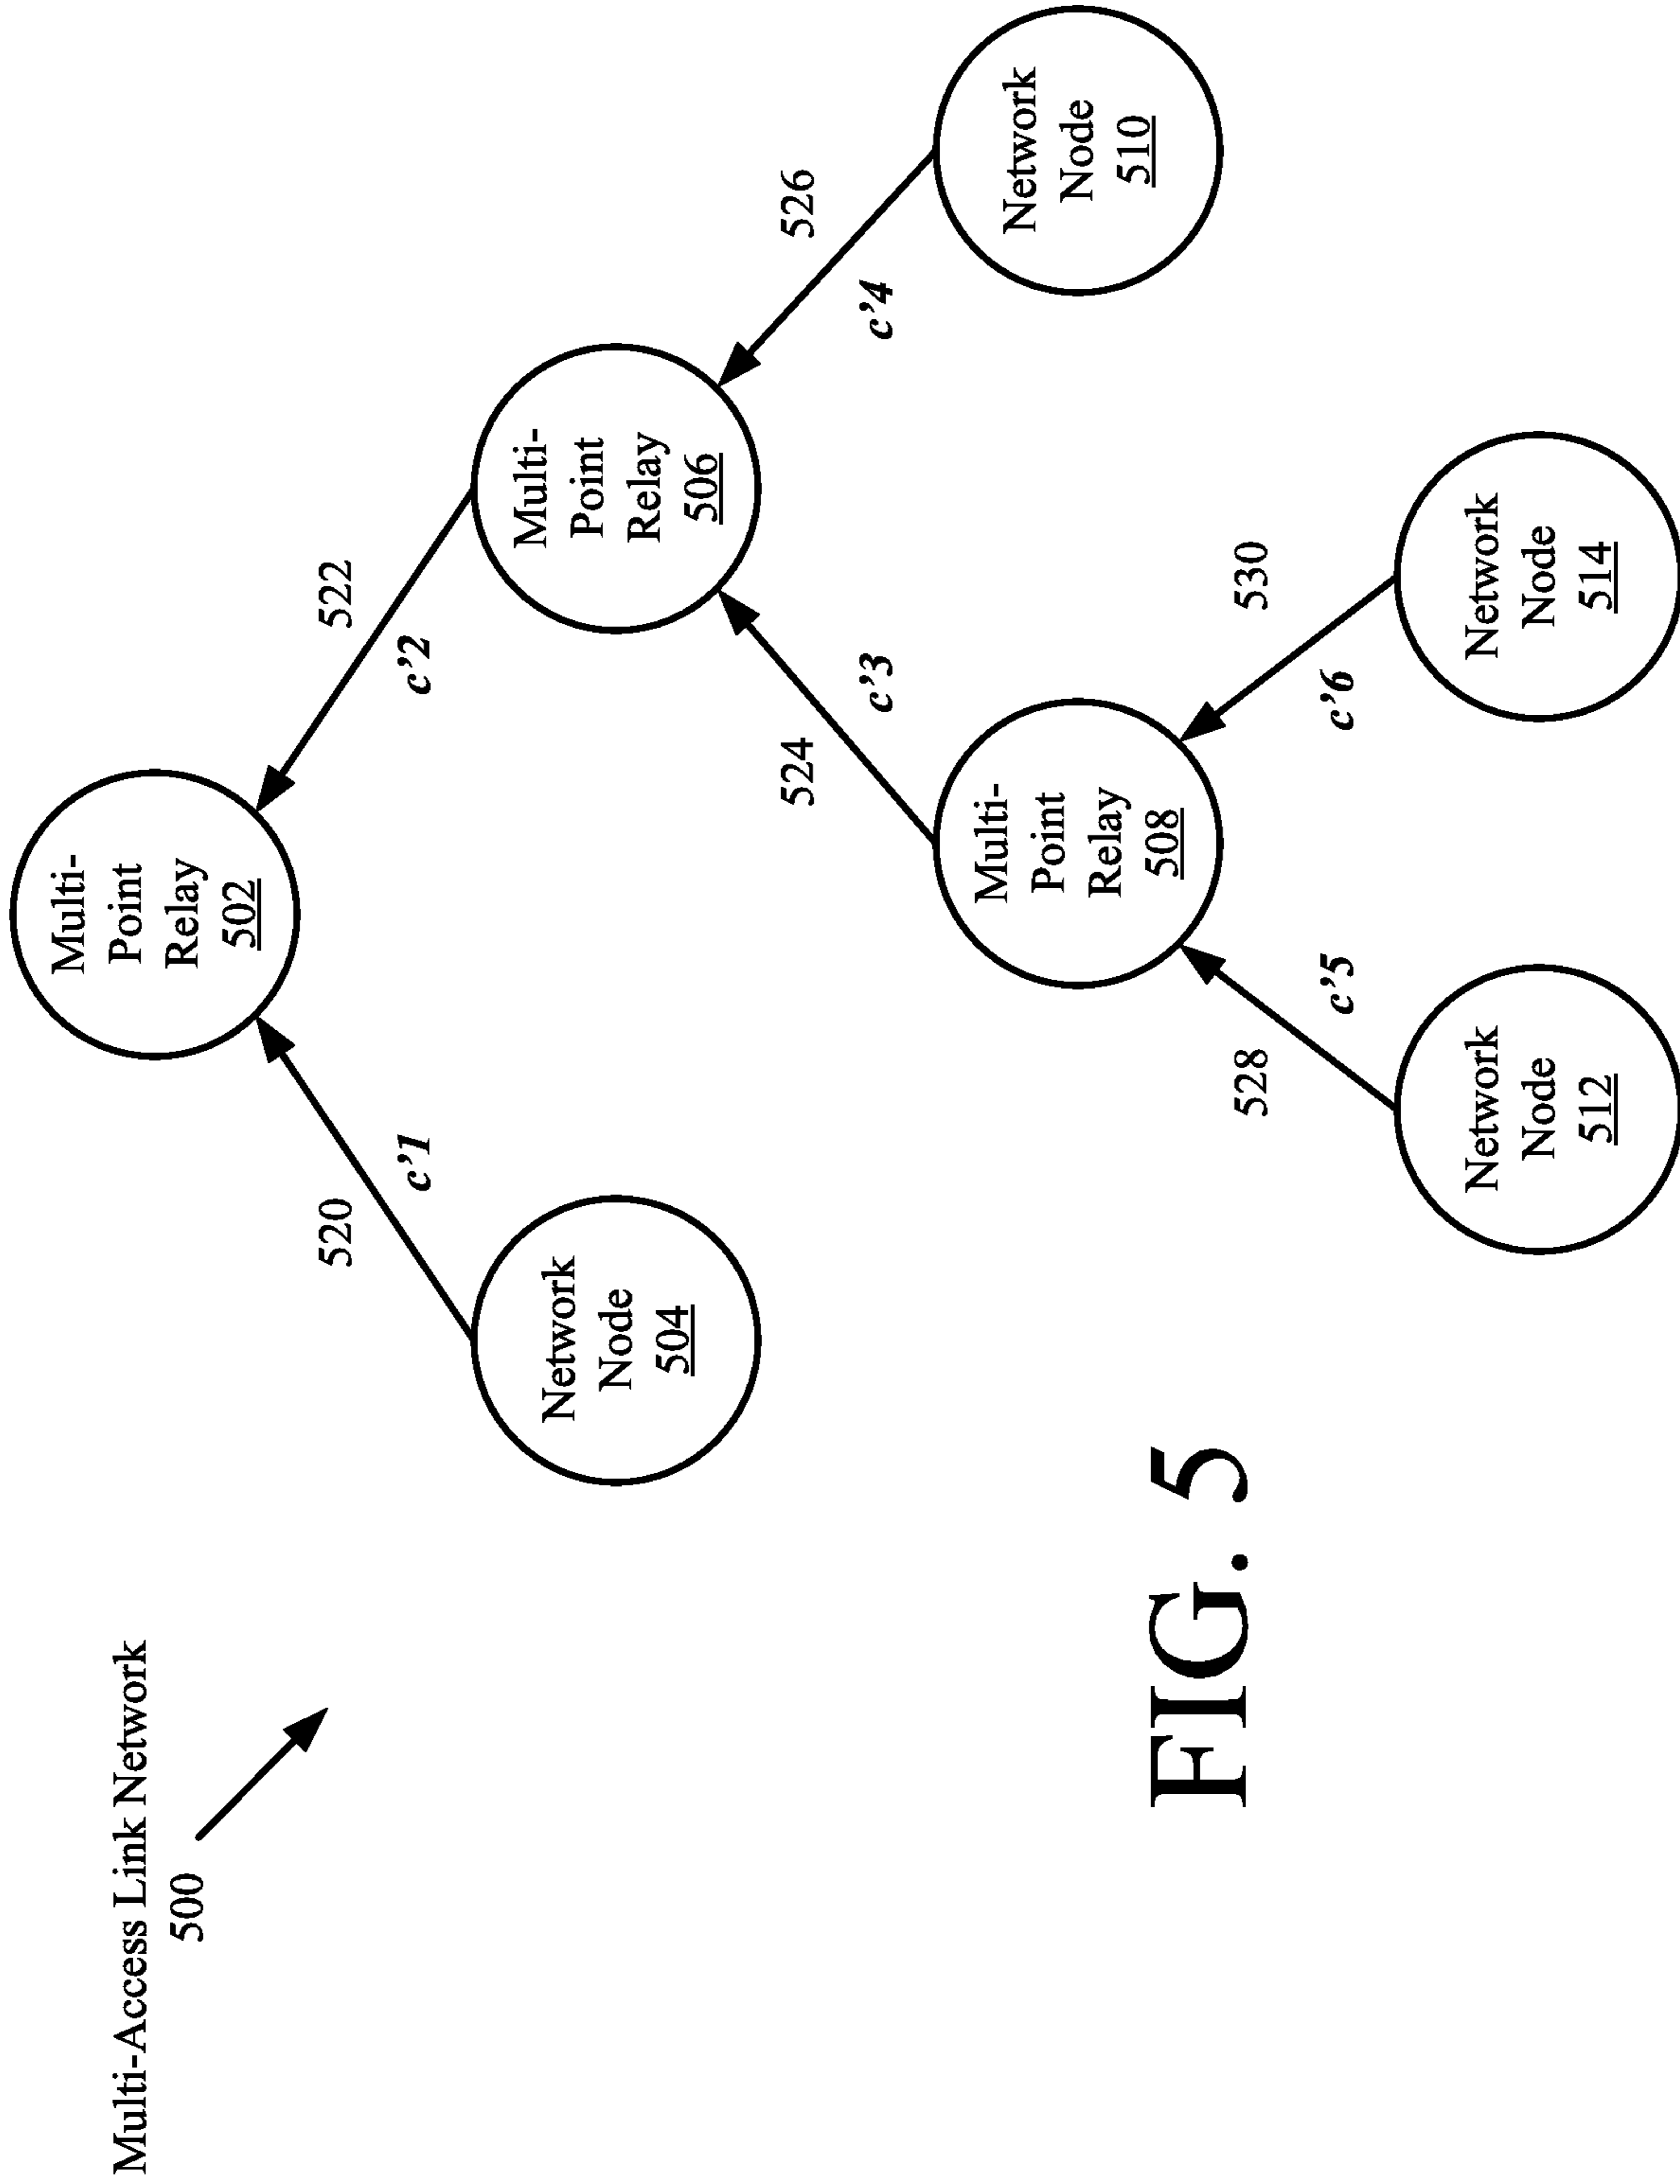 Multi-Access Link Network
500
Multi-
Point
Relay
502
520
c'1
522
c'2
Network
Node
504
Multi-
Point
Relay
506
524
c'3
526
c'4
Multi-
Point
Relay
508
Network
Node
510
528
c'5
530
c'6
Network
Node
512
Network
Node
514
FIG. 5